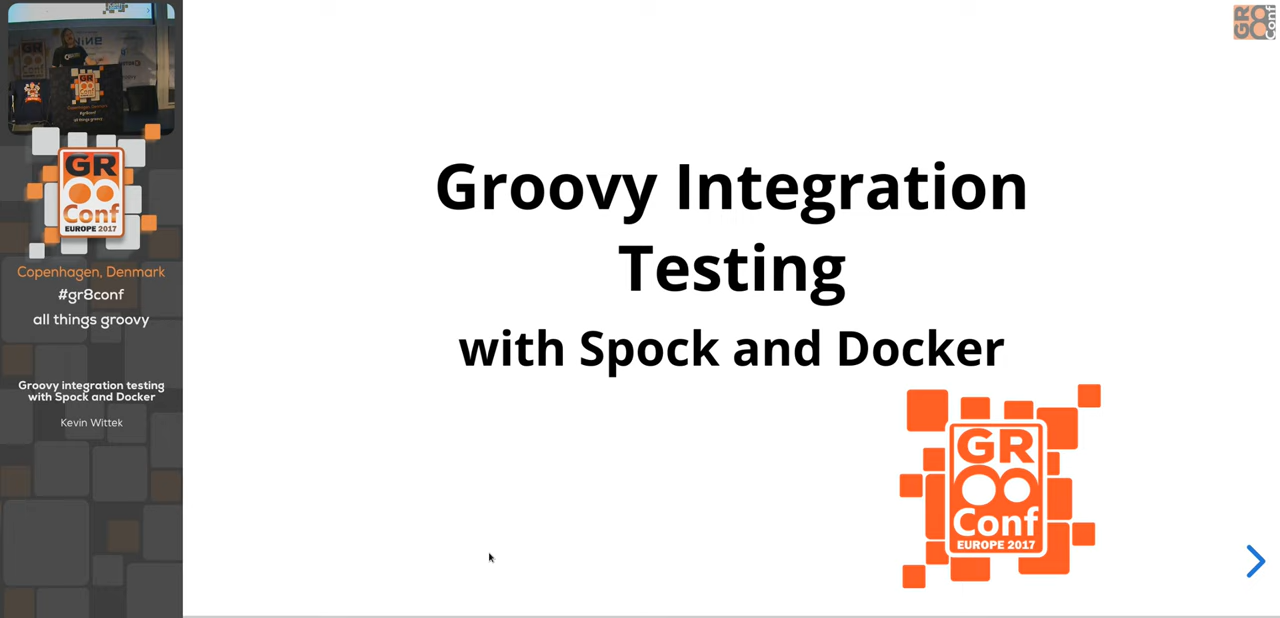 GR
Conf
EUROPE 2017
Copenhagen, Denmark
#gr8conf
all things groovy
Groovy integration testing
with Spock and Docker
Kevin Wittek
Groovy Integration
Testing
with Spock and Docker
GR
Conf
EUROPE 2017
GR
Conf